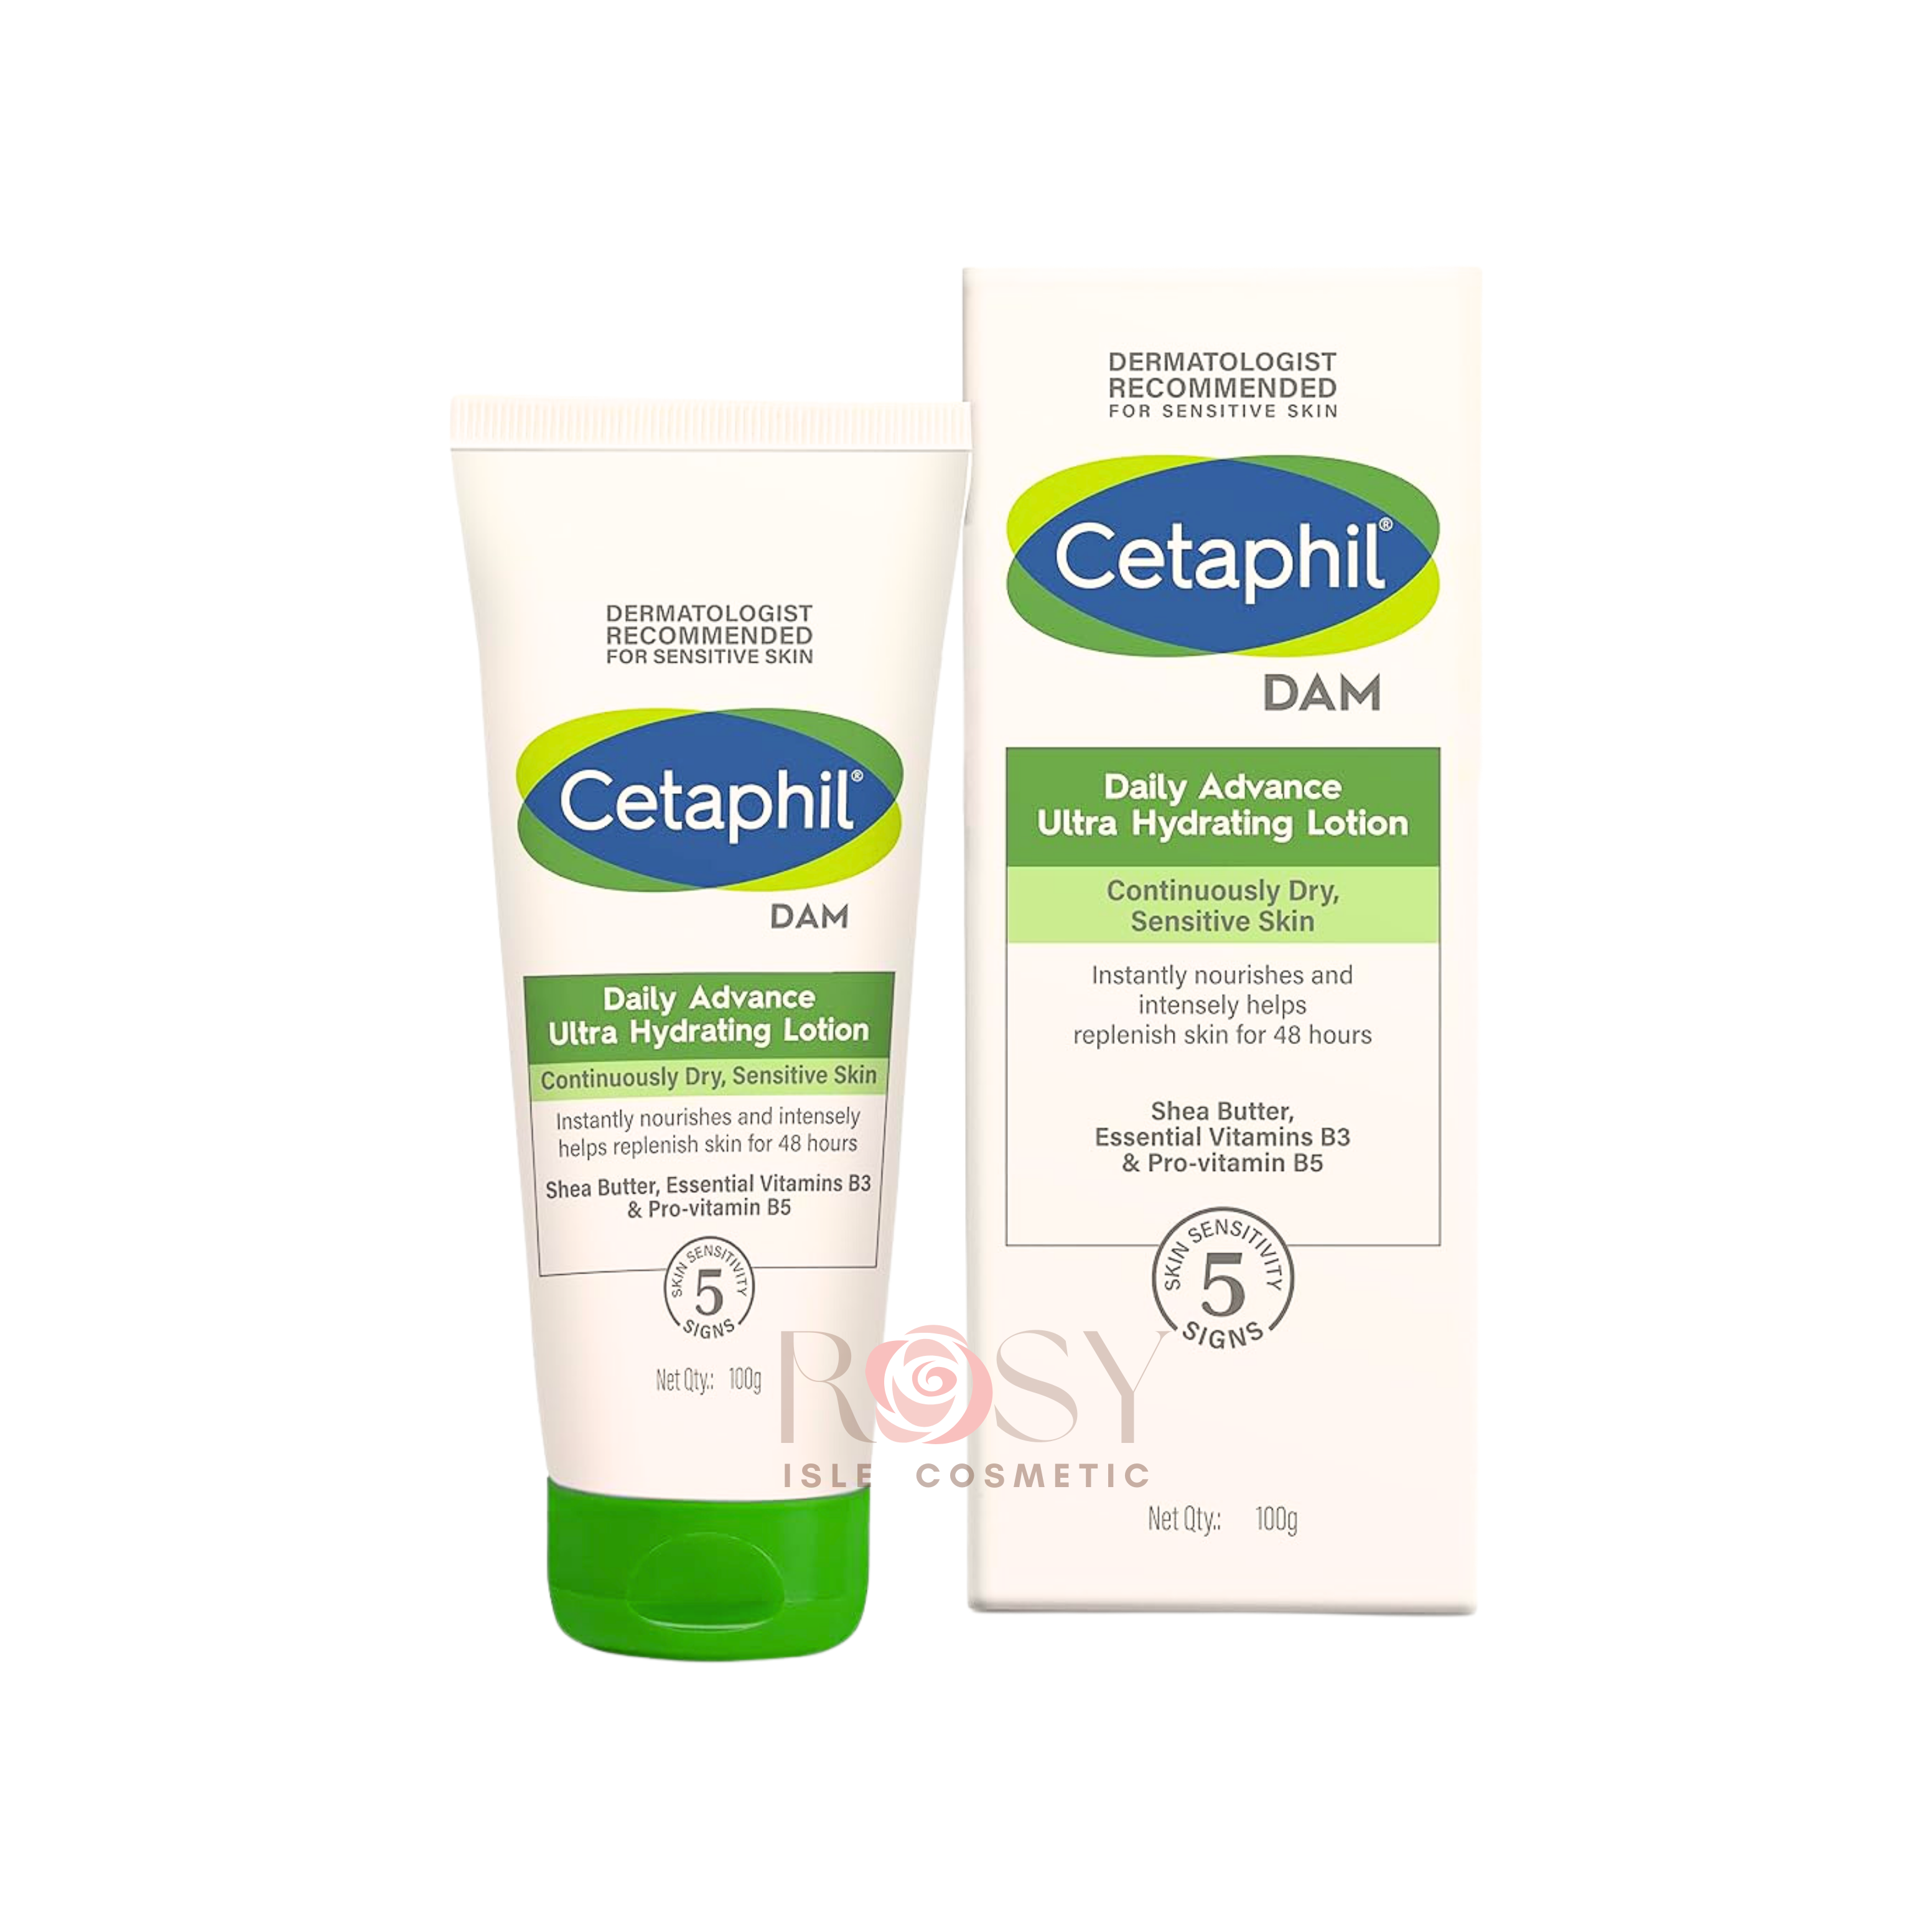 DERMATOLOGIST
RECOMMENDED
FOR SENSITIVE SKIN
Cetaphil®
DAM
Daily Advance
Ultra Hydrating Lotion
Continuously Dry, Sensitive Skin
Instantly nourishes and intensely
helps replenish skin for 48 hours
Shea Butter, Essential Vitamins B3
& Pro-vitamin B5
SKIN SENSITIVITY
5
SIGNS
Net Qty.: 100g
DERMATOLOGIST
RECOMMENDED
FOR SENSITIVE SKIN
Cetaphil®
DAM
Daily Advance
Ultra Hydrating Lotion
Continuously Dry,
Sensitive Skin
Instantly nourishes and
intensely helps
replenish skin for 48 hours
Shea Butter,
Essential Vitamins B3
& Pro-vitamin B5
SKIN SENSITIVITY
5
SIGNS
Net Qty.: 100g
ROSY
ISLE COSMETIC